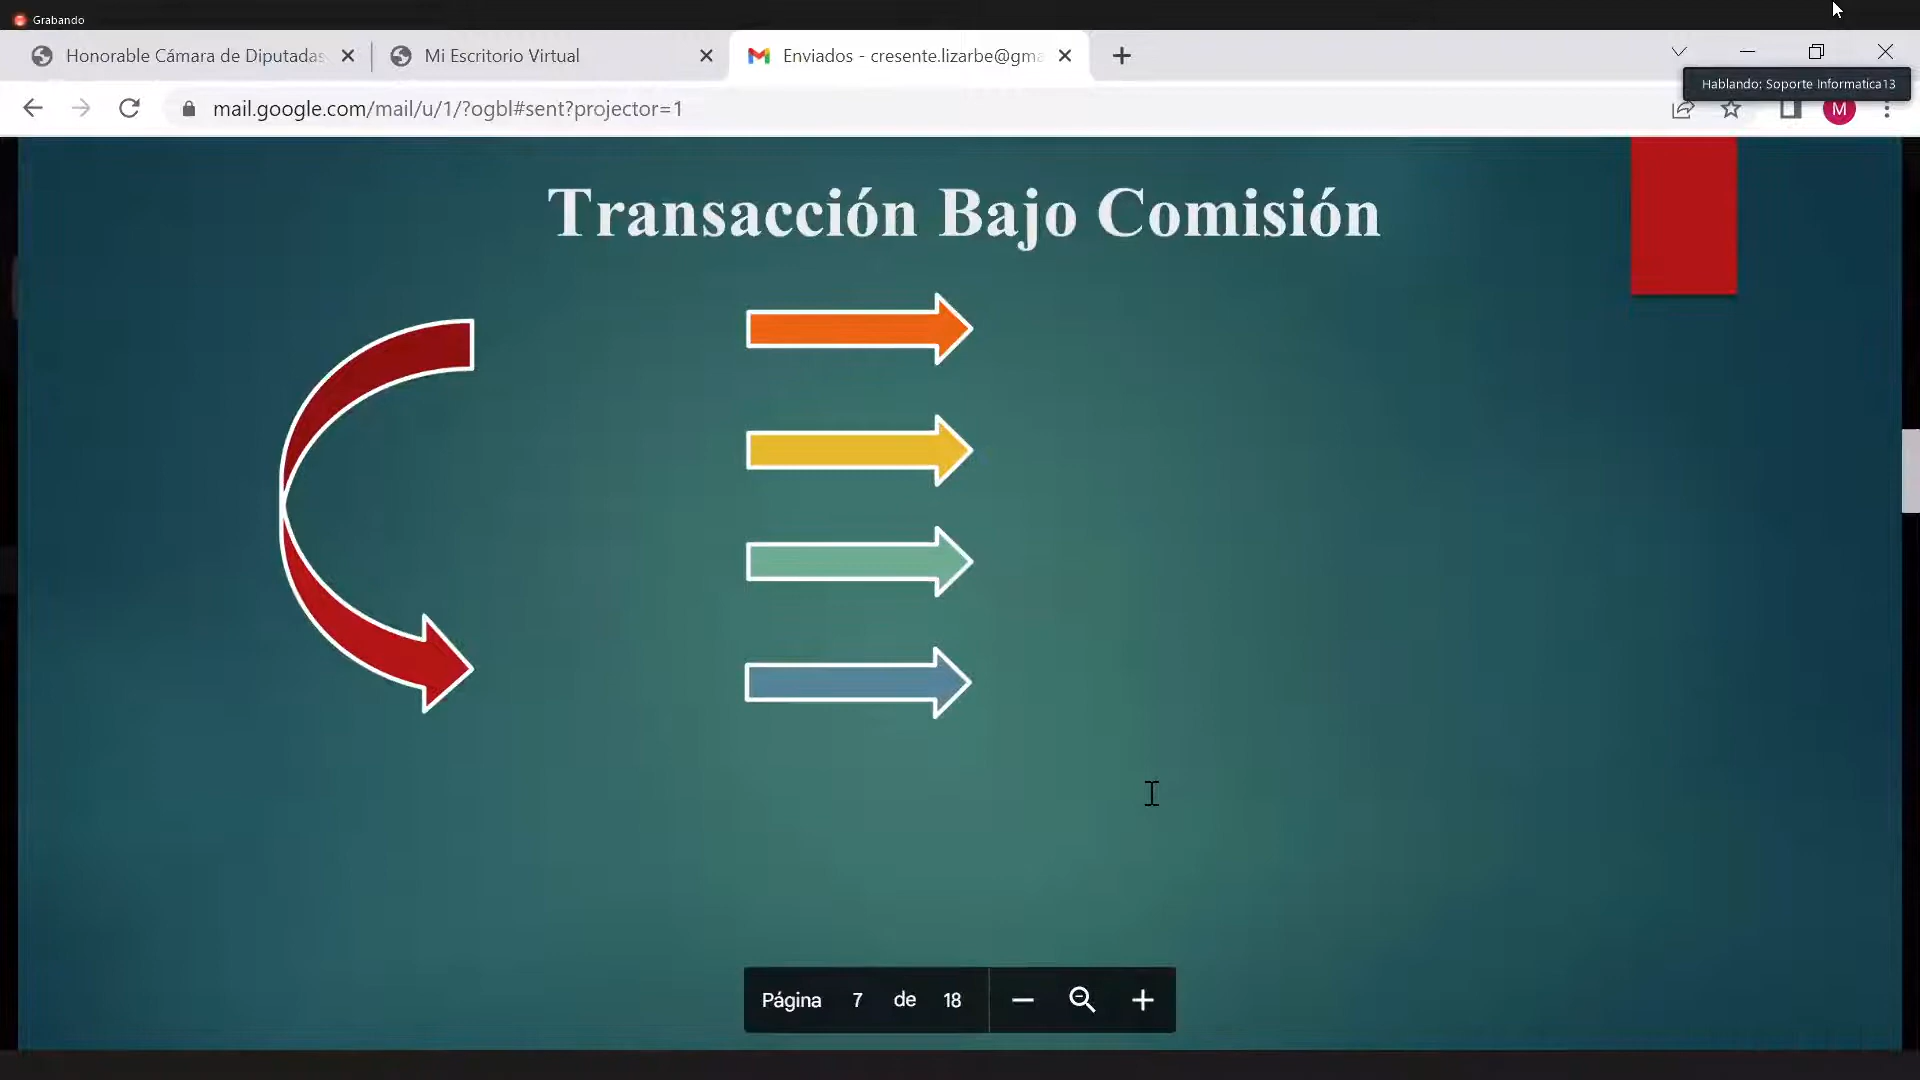 Grabando
Honorable Cámara de Diputadas
Mi Escritorio Virtual
Enviados - cresente.lizarbe@gma
Hablando: Soporte Informatica13
mail.google.com/mail/u/1/?ogbl#sent?projector=1
M
Transacción Bajo Comisión
Página 7 de 18